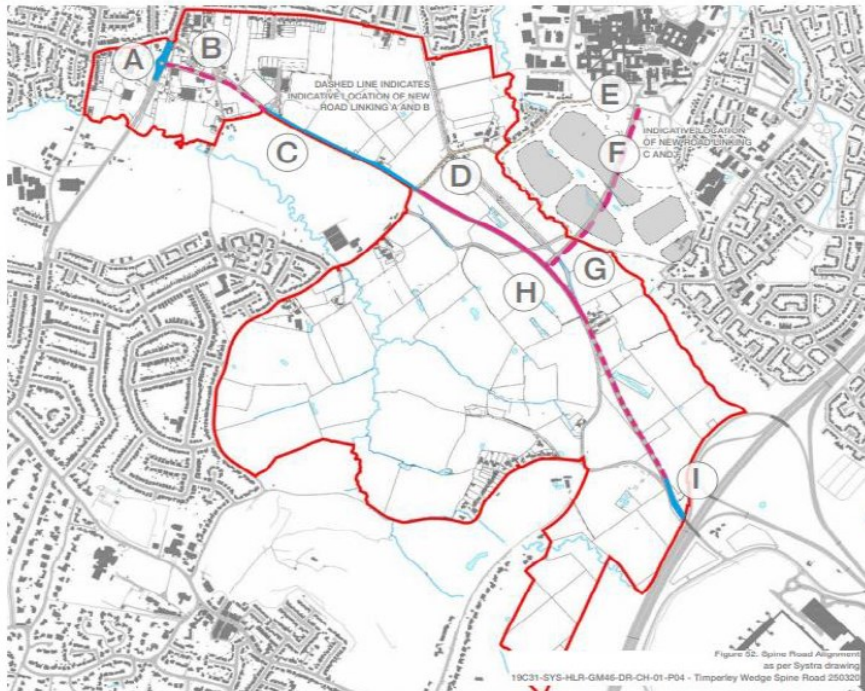 A
B
DASHED LINE INDICATES
INDICATIVE LOCATION OF NEW
ROAD LINKING A AND B
C
D
E
F
INDICATIVE LOCATION
OF NEW ROAD LINKING
C AND
G
H
I
Figure 52. Spine Road Alignment
as per Systra drawing
19C31-SYS-HLR-GM46-DR-CH-01-P04 - Timperley Wedge Spine Road 250320